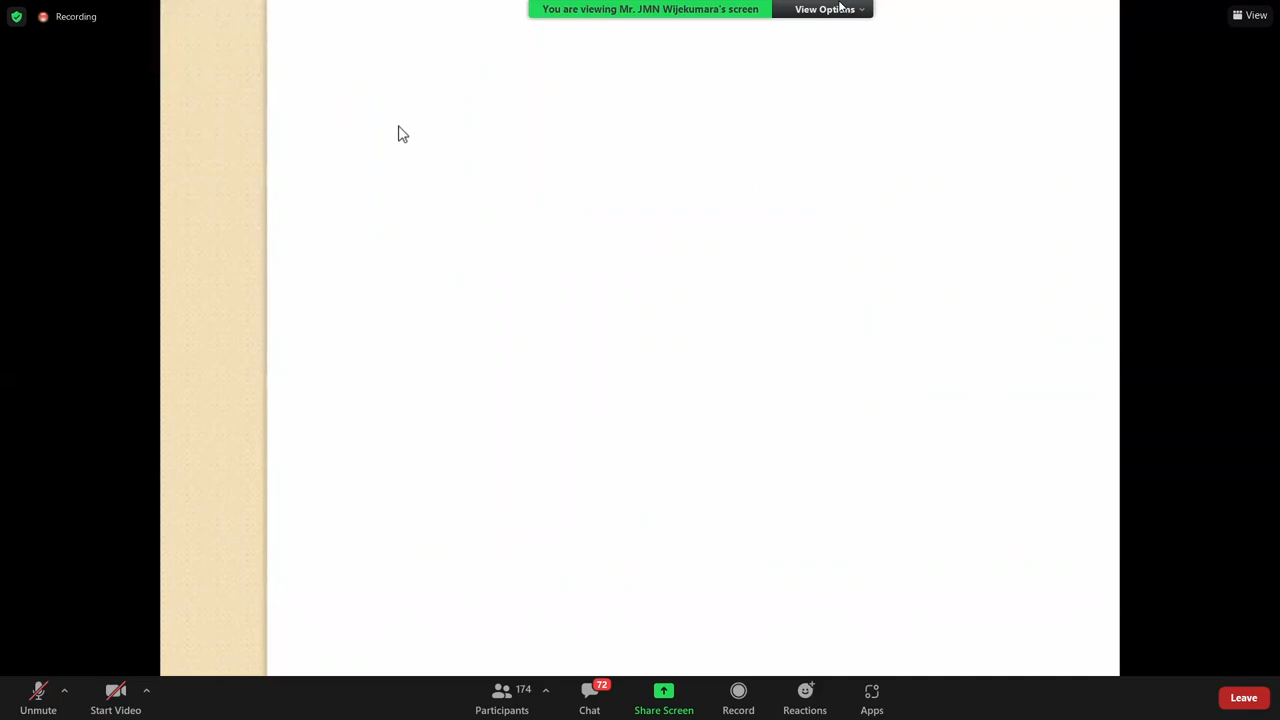 Recording
You are viewing Mr. JMN Wijekumara's screen
View Options
View
Unmute
Start Video
174
Participants
72
Chat
Share Screen
Record
Reactions
Apps
Leave